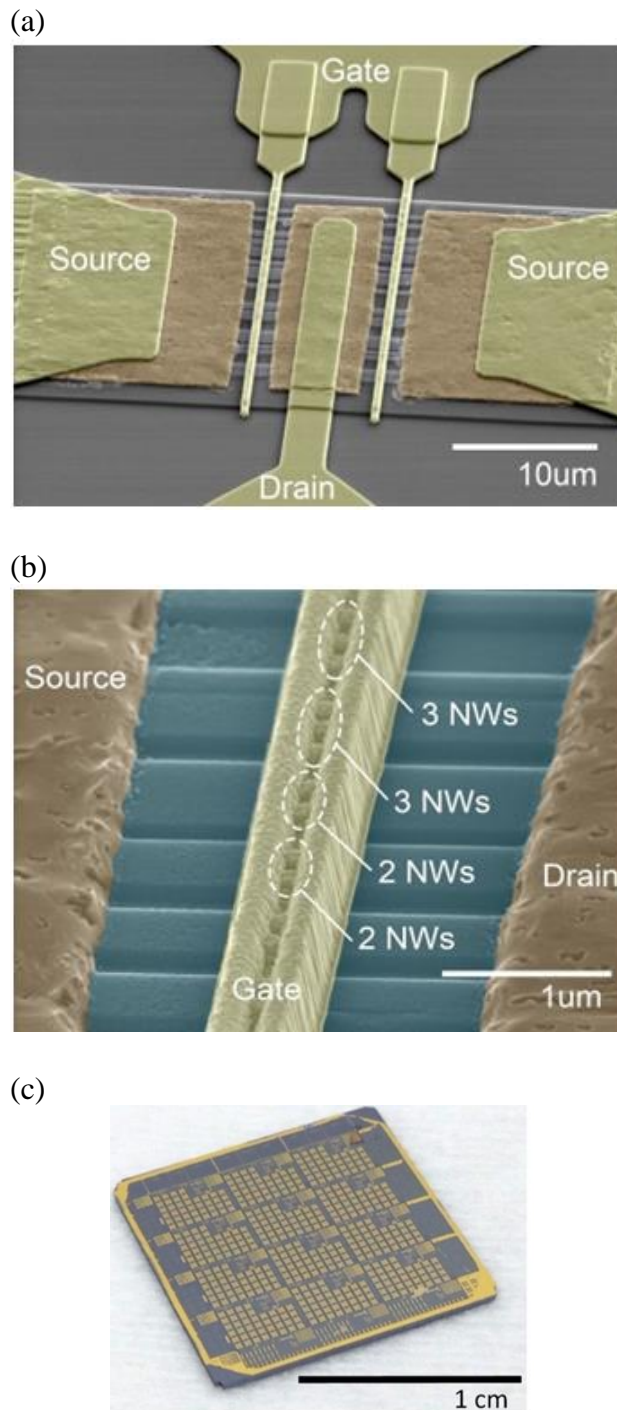 (a)
Gate
Source
Source
10um
Drain
(b)
Source
3 NWs
3 NWs
2 NWs
Drain
2 NWs
Gate
1um
(c)
1 cm